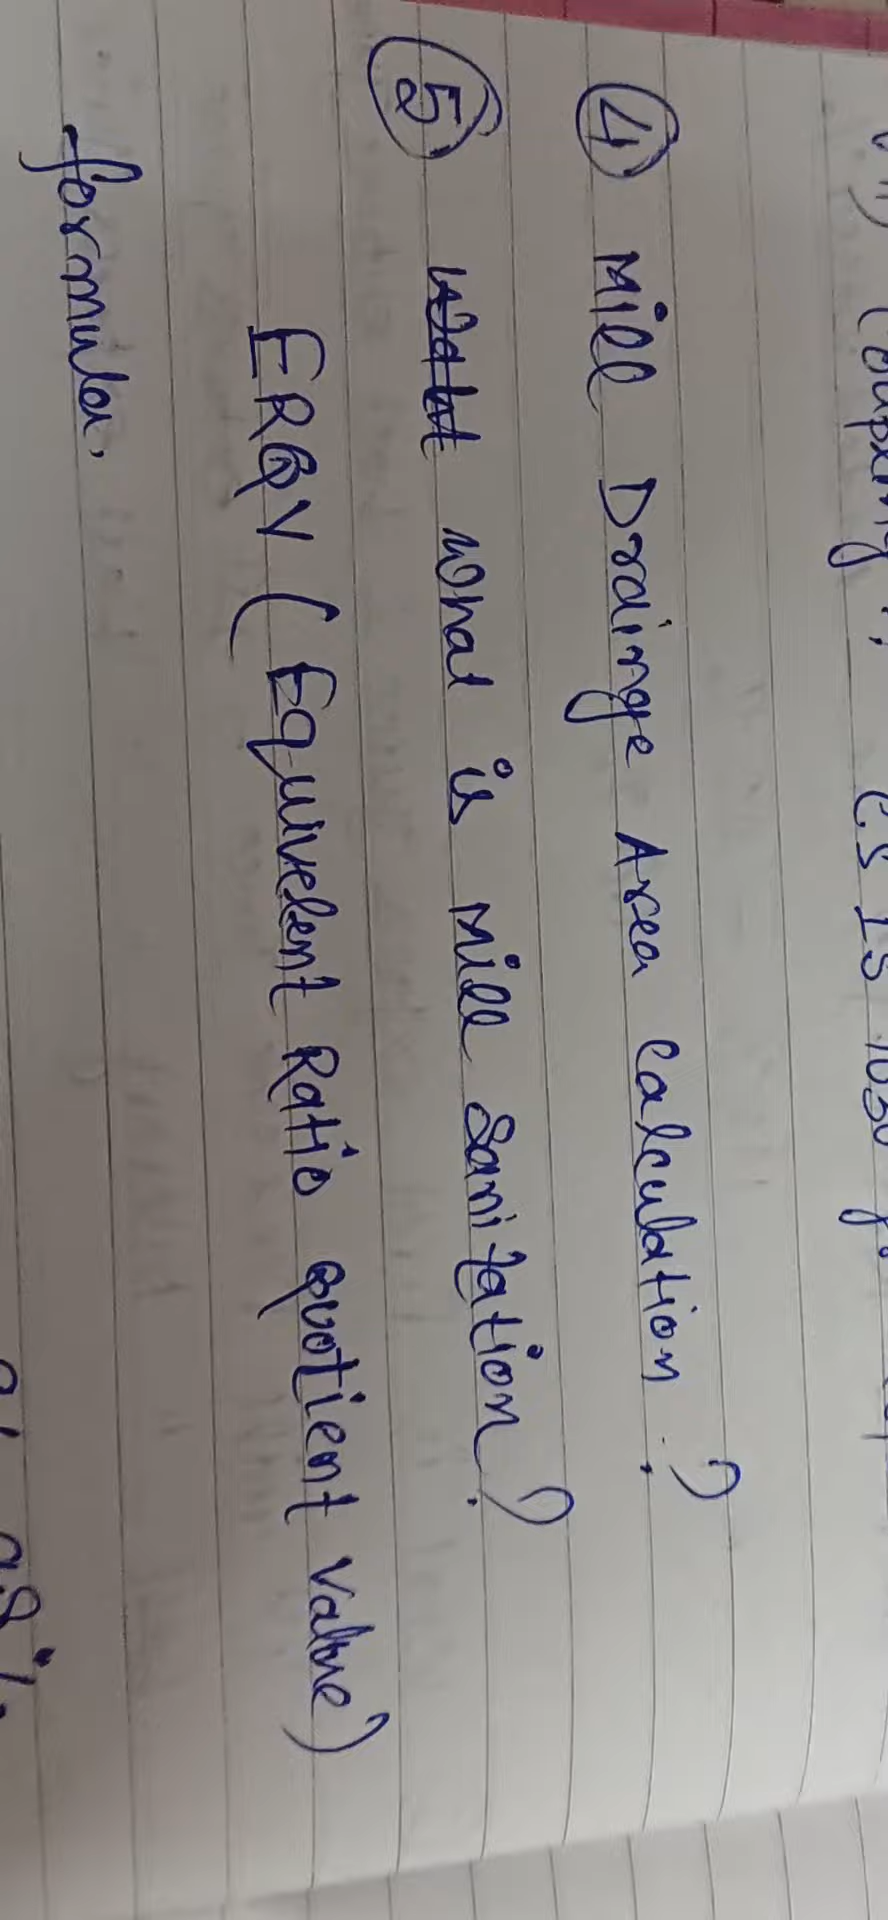 ④ Mill Drainge Area Calculation ?
⑤ What is Mill Sanitation ?
ERQV ( Equivelent Ratio Quotient Value )
formula.